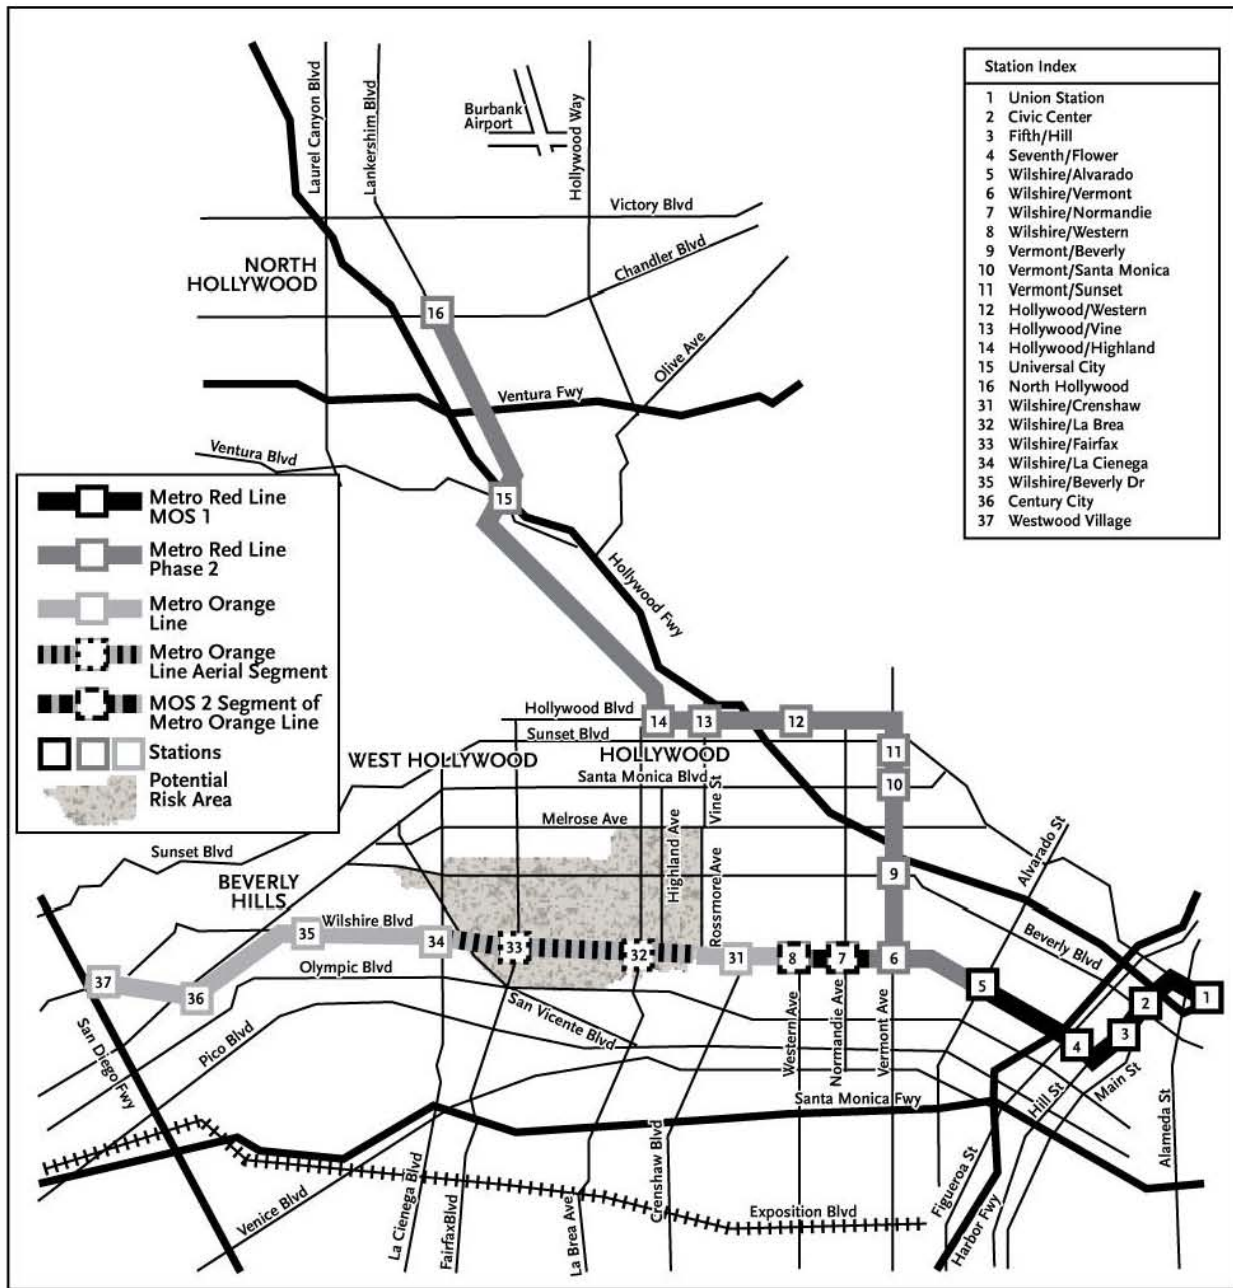 Laurel Canyon Blvd
Lankershim Blvd
Burbank
Airport
Hollywood Way
Victory Blvd
Chandler Blvd
NORTH
HOLLYWOOD
16
Olive Ave
Ventura Fwy
Ventura Blvd
15
Hollywood Fwy
Station Index
1 Union Station
2 Civic Center
3 Fifth/Hill
4 Seventh/Flower
5 Wilshire/Alvarado
6 Wilshire/Vermont
7 Wilshire/Normandie
8 Wilshire/Western
9 Vermont/Beverly
10 Vermont/Santa Monica
11 Vermont/Sunset
12 Hollywood/Western
13 Hollywood/Vine
14 Hollywood/Highland
15 Universal City
16 North Hollywood
31 Wilshire/Crenshaw
32 Wilshire/La Brea
33 Wilshire/Fairfax
34 Wilshire/La Cienega
35 Wilshire/Beverly Dr
36 Century City
37 Westwood Village
Metro Red Line
MOS 1
Metro Red Line
Phase 2
Metro Orange
Line
Metro Orange
Line Aerial Segment
MOS 2 Segment of
Metro Orange Line
Stations
Potential
Risk Area
Hollywood Blvd
14
13
12
Sunset Blvd
WEST HOLLYWOOD
HOLLYWOOD
11
Santa Monica Blvd
10
Vine St
Melrose Ave
Highland Ave
Rossmore Ave
Sunset Blvd
BEVERLY
HILLS
9
Alvarado St
Beverly Blvd
Wilshire Blvd
35
34
33
32
31
8
7
6
5
37
36
Olympic Blvd
4
3
2
1
San Vicente Blvd
Pico Blvd
San Diego Fwy
Western Ave
Normandie Ave
Vermont Ave
Santa Monica Fwy
Hill St
Main St
Alameda St
Figueroa St
Harbor Fwy
Venice Blvd
La Cienega Blvd
FairfaxBlvd
La Brea Ave
Crenshaw Blvd
Exposition Blvd